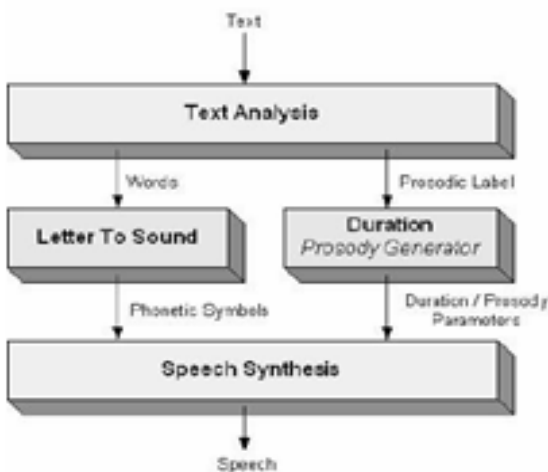 Text
Text Analysis
Words
Prosodic Label
Letter To Sound
Duration
Prosody Generator
Phonetic Symbols
Duration / Prosody
Parameters
Speech Synthesis
Speech